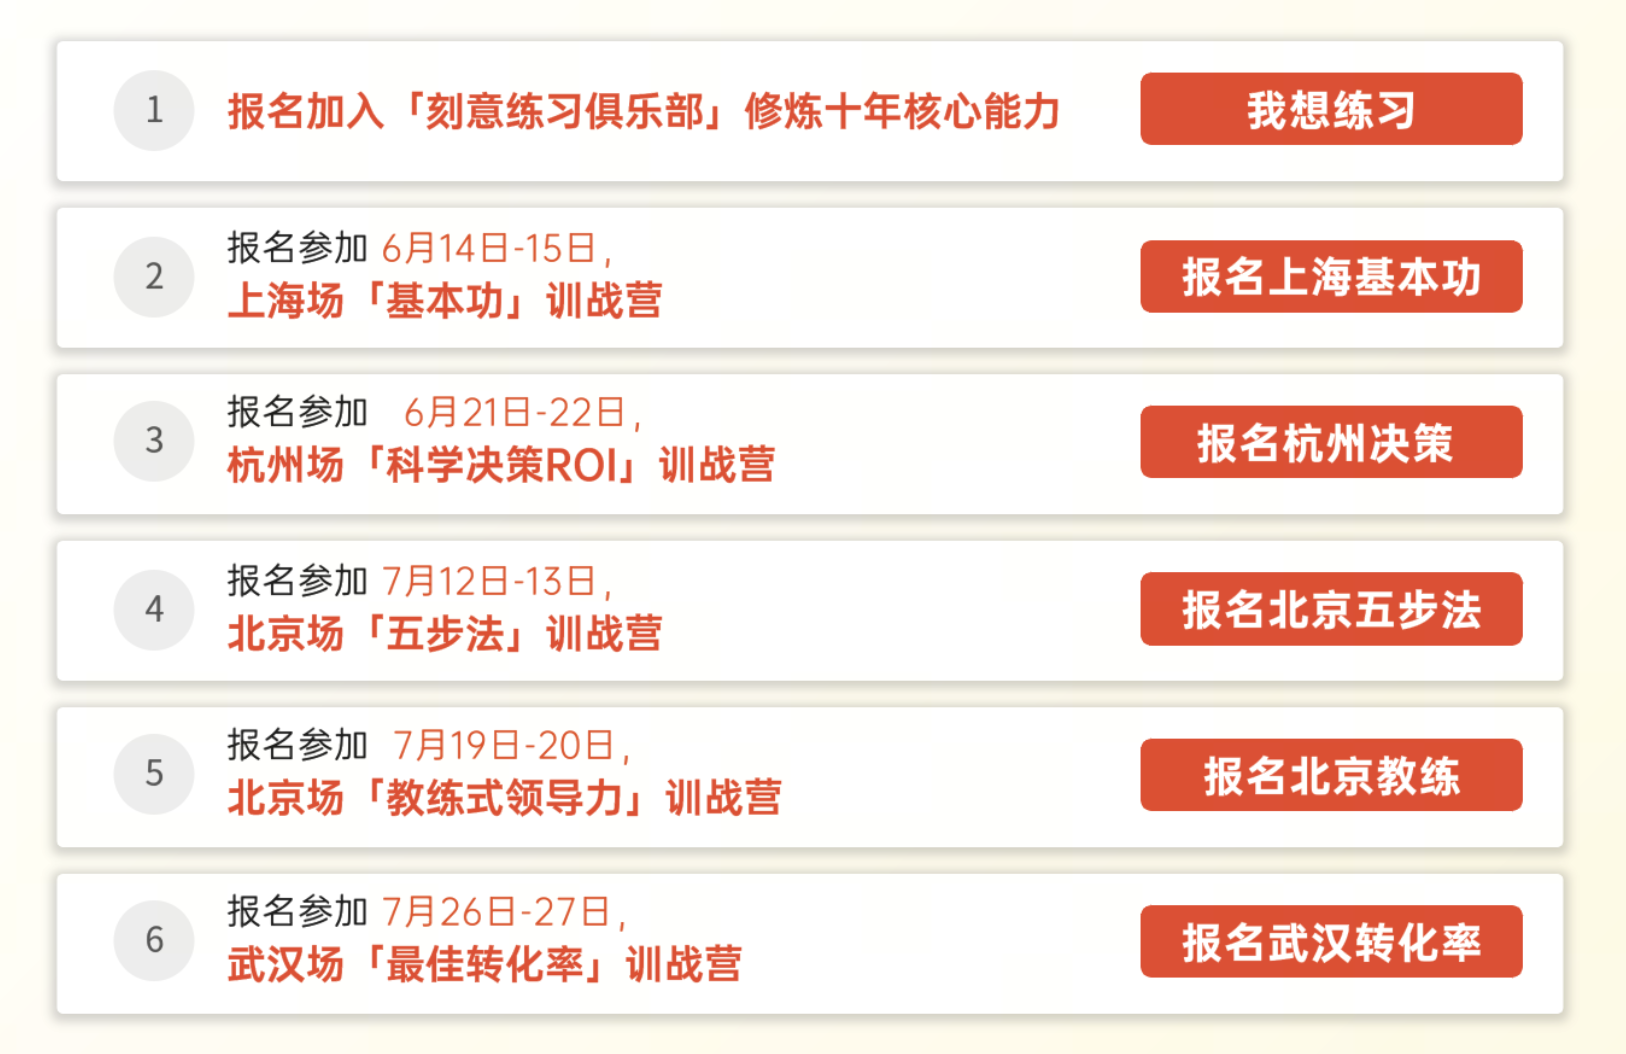 1
报名加入「刻意练习俱乐部」修炼十年核心能力
我想练习
2
报名参加 6月14日-15日,
上海场「基本功」训战营
报名上海基本功
3
报名参加 6月21日-22日,
杭州场「科学决策ROI」训战营
报名杭州决策
4
报名参加 7月12日-13日,
北京场「五步法」训战营
报名北京五步法
5
报名参加 7月19日-20日,
北京场「教练式领导力」训战营
报名北京教练
6
报名参加 7月26日-27日,
武汉场「最佳转化率」训战营
报名武汉转化率